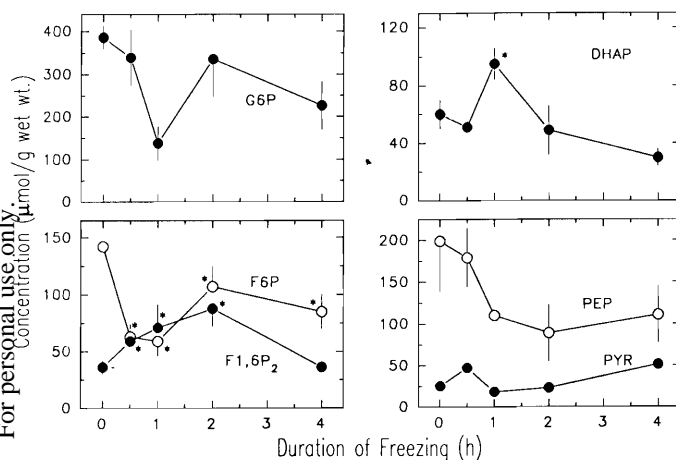 400
300
200
100
0
G6P
120
80
40
0
DHAP
*
For personal use only.
Concentration (μmol/g wet wt.)
150
100
50
0
F6P
F1,6P₂
* * * * * * *
0 1 2 3 4
200
150
100
50
0
PEP
PYR
0 1 2 3 4
Duration of Freezing (h)